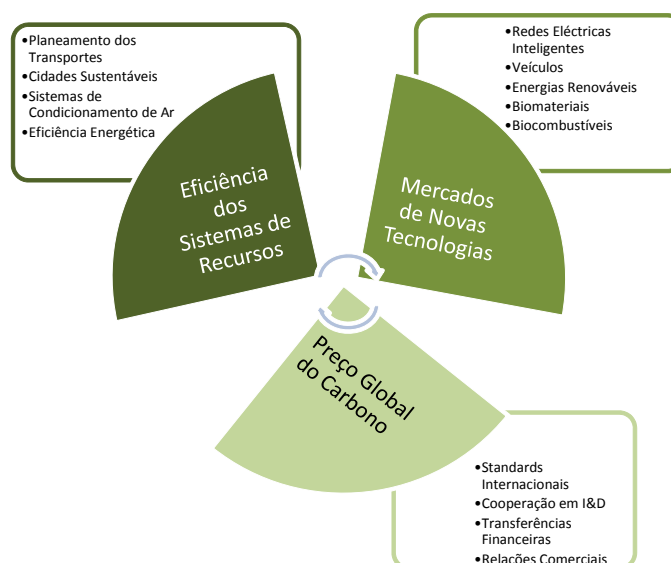 •Planeamento dos
Transportes
•Cidades Sustentáveis
•Sistemas de
Condicionamento de Ar
•Eficiência Energética
•Redes Eléctricas
Inteligentes
•Veículos
•Energias Renováveis
•Biomateriais
•Biocombustíveis
Eficiência
dos
Sistemas de
Recursos
Mercados
de Novas
Tecnologias
Preço Global
do Carbono
•Standards
Internacionais
•Cooperação em I&D
•Transferências
Financeiras
•Relações Comerciais